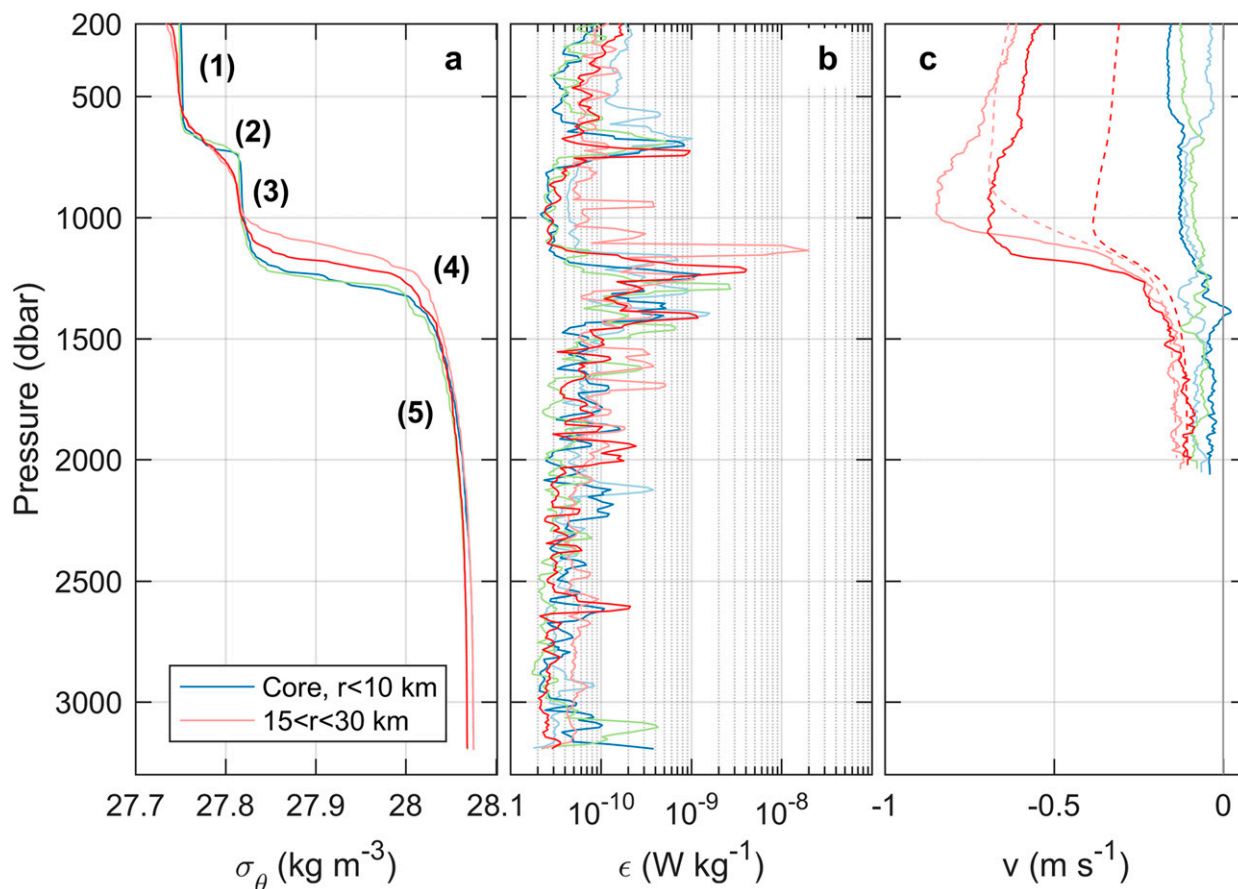 200
500
1000
1500
2000
2500
3000
Pressure (dbar)
a
(1)
(2)
(3)
(4)
(5)
Core, r<10 km
15<r<30 km
27.7
27.8
27.9
28
28.1
σθ (kg m-3)
b
10-10
10-9
10-8
ϵ (W kg-1)
c
-1
-0.5
0
v (m s-1)